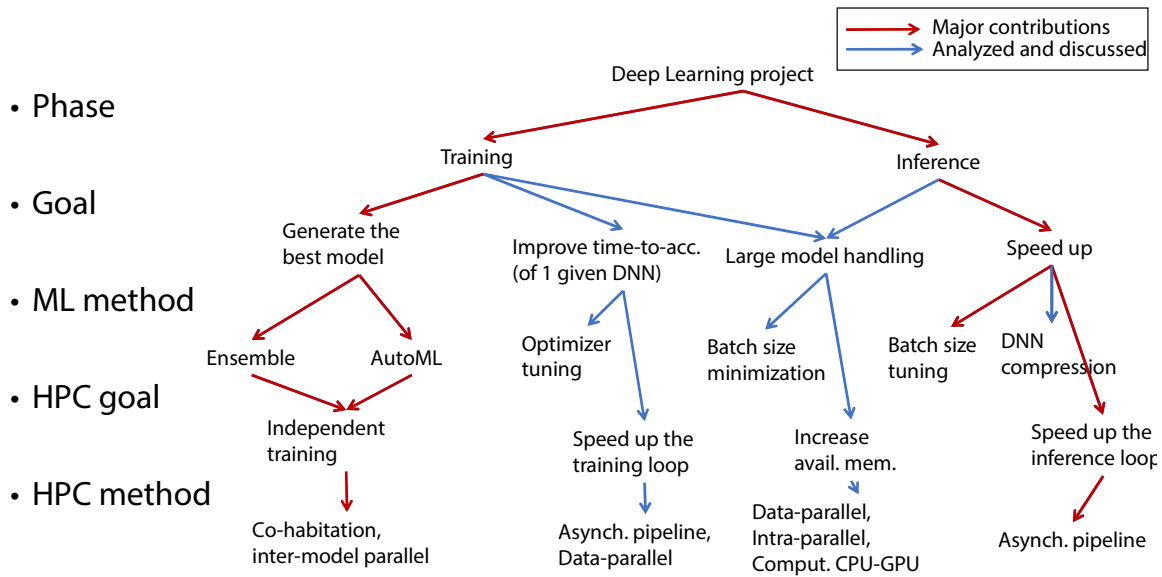 Major contributions
Analyzed and discussed
Deep Learning project
• Phase
Training
Inference
• Goal
Generate the
best model
Improve time-to-acc.
(of 1 given DNN)
Large model handling
Speed up
• ML method
Ensemble
AutoML
Optimizer
tuning
Batch size
minimization
Batch size
tuning
DNN
compression
• HPC goal
Independent
training
Speed up the
training loop
Increase
avail. mem.
Speed up the
inference loop
• HPC method
Co-habitation,
inter-model parallel
Asynch. pipeline,
Data-parallel
Data-parallel,
Intra-parallel,
Comput. CPU-GPU
Asynch. pipeline